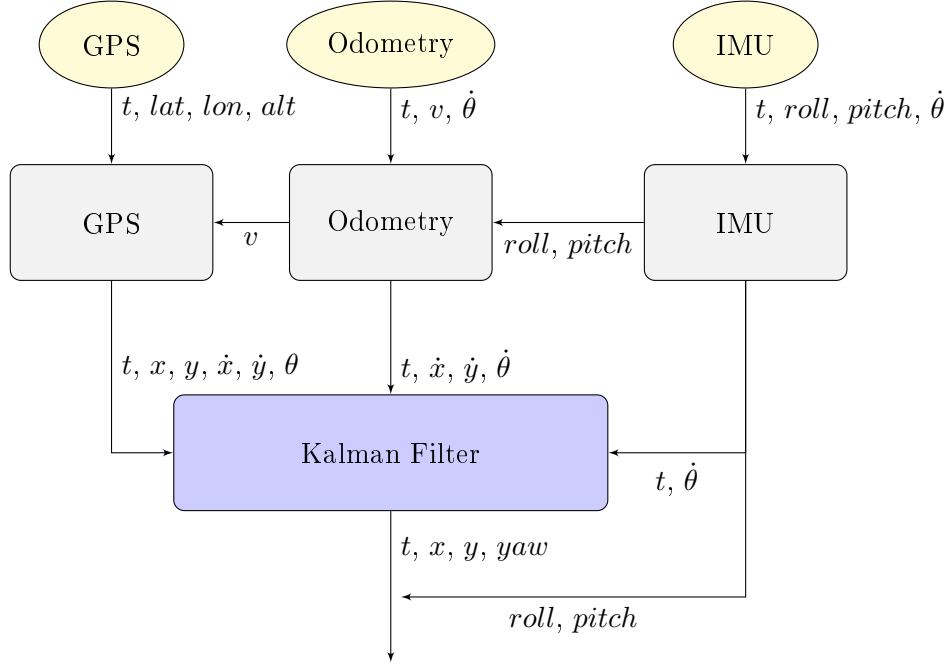 GPS
Odometry
IMU
t, lat, lon, alt
t, v, θ̇
t, roll, pitch, θ̇
GPS
Odometry
IMU
v
roll, pitch
t, x, y, ẋ, ẏ, θ
t, ẋ, ẏ, θ̇
Kalman Filter
t, θ̇
t, x, y, yaw
roll, pitch